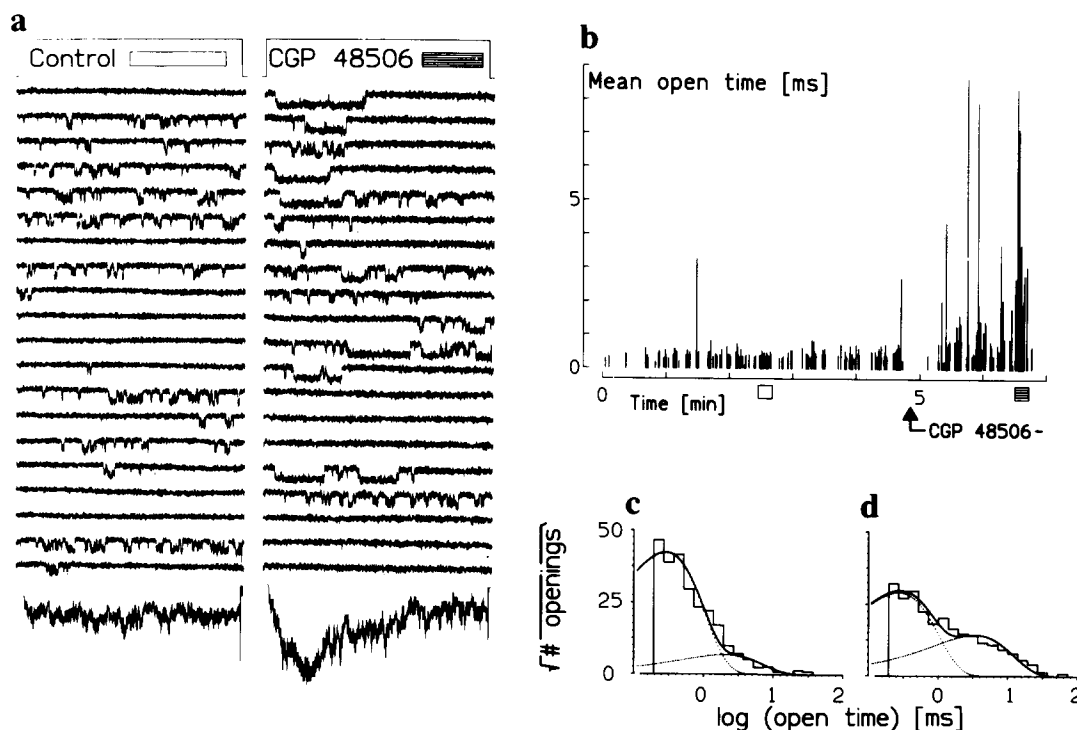 a
Control
CGP 48506
b
Mean open time [ms]
5
0
0
5
Time [min]
CGP 48506-
c
d
√# openings
50
25
0
0
1
2
0
1
2
log (open time) [ms]